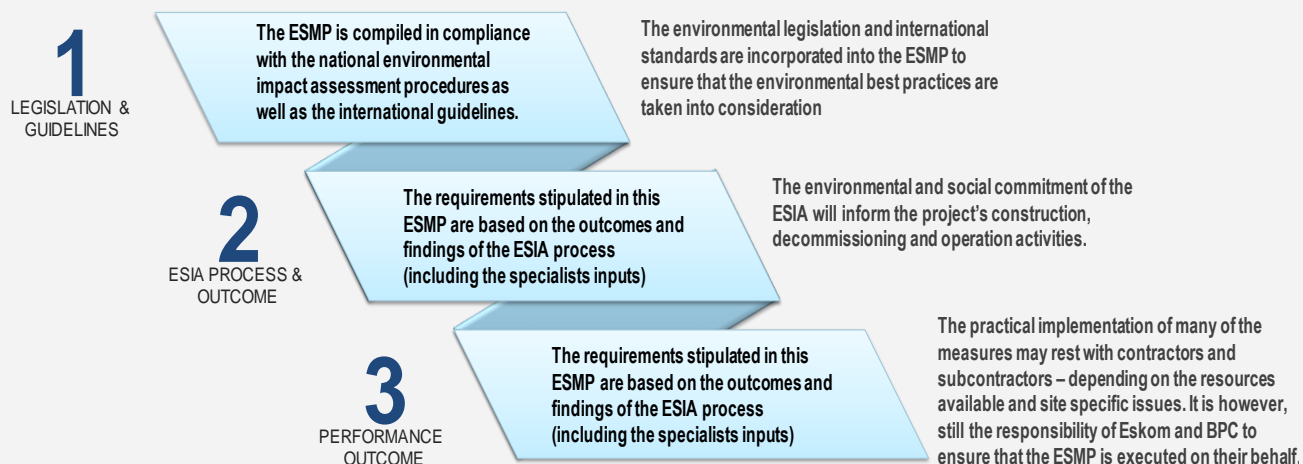 1
LEGISLATION &
GUIDELINES
The ESMP is compiled in compliance
with the national environmental
impact assessment procedures as
well as the international guidelines.
The environmental legislation and international
standards are incorporated into the ESMP to
ensure that the environmental best practices are
taken into consideration
2
ESIA PROCESS &
OUTCOME
The requirements stipulated in this
ESMP are based on the outcomes and
findings of the ESIA process
(including the specialists inputs)
The environmental and social commitment of the
ESIA will inform the project's construction,
decommissioning and operation activities.
3
PERFORMANCE
OUTCOME
The requirements stipulated in this
ESMP are based on the outcomes and
findings of the ESIA process
(including the specialists inputs)
The practical implementation of many of the
measures may rest with contractors and
subcontractors – depending on the resources
available and site specific issues. It is however,
still the responsibility of Eskom and BPC to
ensure that the ESMP is executed on their behalf.